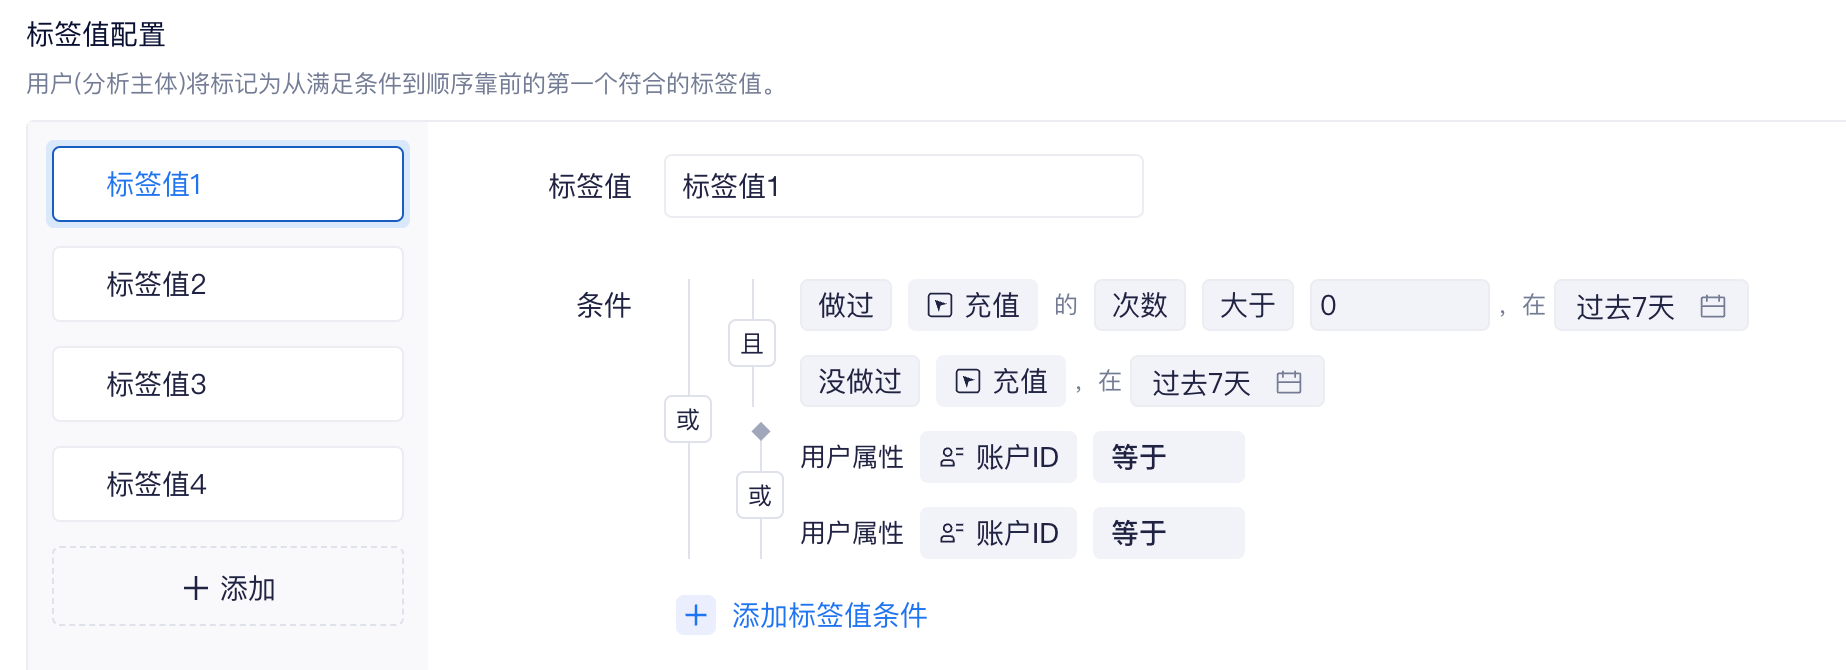 标签值配置
用户(分析主体)将标记为从满足条件到顺序靠前的第一个符合的标签值。
标签值1
标签值2
标签值3
标签值4
添加
标签值 标签值1
条件
或
且
做过 充值 的 次数 大于 0 ，在 过去7天
没做过 充值 ，在 过去7天
或
用户属性 账户ID 等于
用户属性 账户ID 等于
添加标签值条件